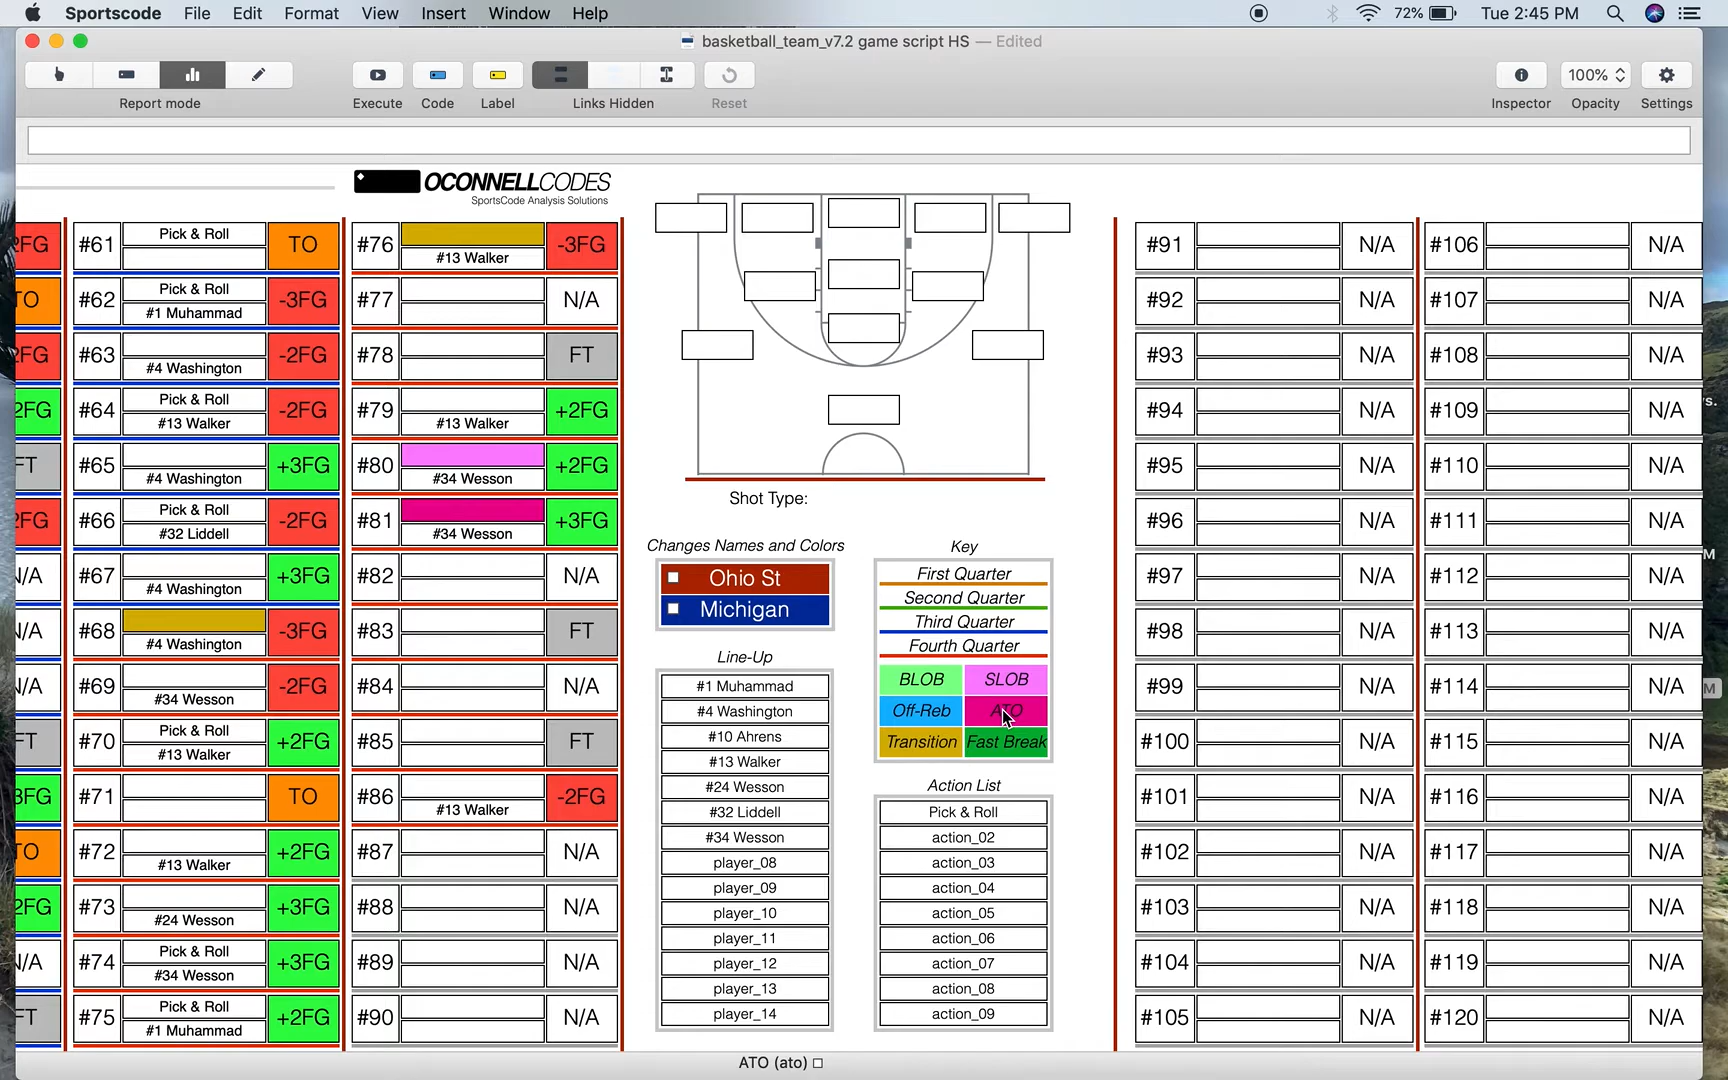 Sportscode File Edit Format View Insert Window Help 72% Tue 2:45 PM
basketball_team_v7.2 game script HS — Edited
Report mode Execute Code Label Links Hidden Reset Inspector 100% Opacity Settings
OCONNELLCODES
SportsCode Analysis Solutions
2FG
TO
2FG
2FG
FT
2FG
N/A
N/A
N/A
FT
3FG
TO
2FG
N/A
FT
#61 Pick & Roll TO
#62 Pick & Roll -3FG
#1 Muhammad
#63 -2FG
#4 Washington
#64 Pick & Roll -2FG
#13 Walker
#65 +3FG
#4 Washington
#66 Pick & Roll -2FG
#32 Liddell
#67 +3FG
#4 Washington
#68 -3FG
#4 Washington
#69 -2FG
#34 Wesson
#70 Pick & Roll +2FG
#13 Walker
#71 TO
#72 +2FG
#13 Walker
#73 +3FG
#24 Wesson
#74 Pick & Roll +3FG
#34 Wesson
#75 Pick & Roll +2FG
#1 Muhammad
#76 -3FG
#13 Walker
#77 N/A
#78 FT
#79 +2FG
#13 Walker
#80 +2FG
#34 Wesson
#81 +3FG
#34 Wesson
#82 N/A
#83 FT
#84 N/A
#85 FT
#86 -2FG
#13 Walker
#87 N/A
#88 N/A
#89 N/A
#90 N/A
Shot Type:
Changes Names and Colors
Ohio St
Michigan
Line-Up
#1 Muhammad
#4 Washington
#10 Ahrens
#13 Walker
#24 Wesson
#32 Liddell
#34 Wesson
player_08
player_09
player_10
player_11
player_12
player_13
player_14
Key
First Quarter
Second Quarter
Third Quarter
Fourth Quarter
BLOB SLOB
Off-Reb ATO
Transition Fast Break
Action List
Pick & Roll
action_02
action_03
action_04
action_05
action_06
action_07
action_08
action_09
#91 N/A
#92 N/A
#93 N/A
#94 N/A
#95 N/A
#96 N/A
#97 N/A
#98 N/A
#99 N/A
#100 N/A
#101 N/A
#102 N/A
#103 N/A
#104 N/A
#105 N/A
#106 N/A
#107 N/A
#108 N/A
#109 N/A
#110 N/A
#111 N/A
#112 N/A
#113 N/A
#114 N/A
#115 N/A
#116 N/A
#117 N/A
#118 N/A
#119 N/A
#120 N/A
ATO (ato)